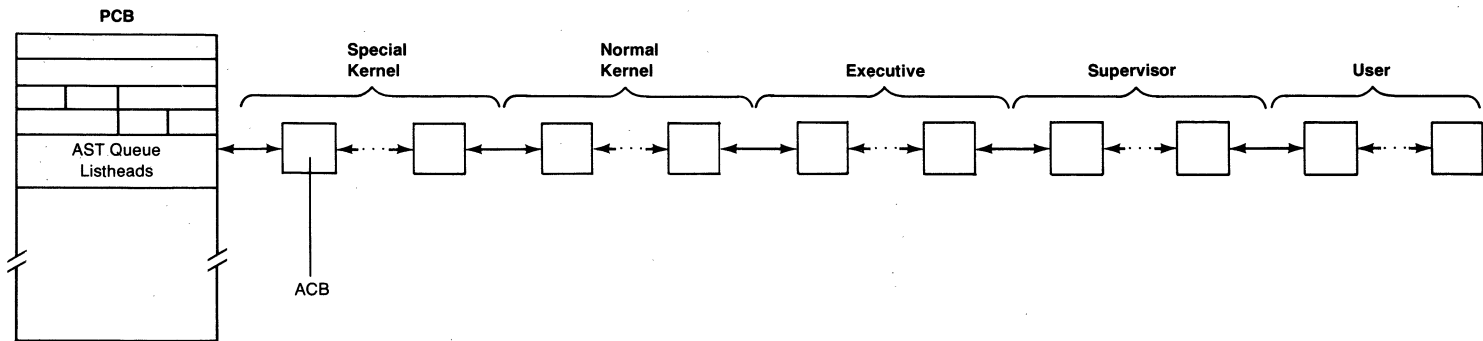 PCB
Special
Kernel
Normal
Kernel
Executive
Supervisor
User
AST Queue
Listheads
ACB